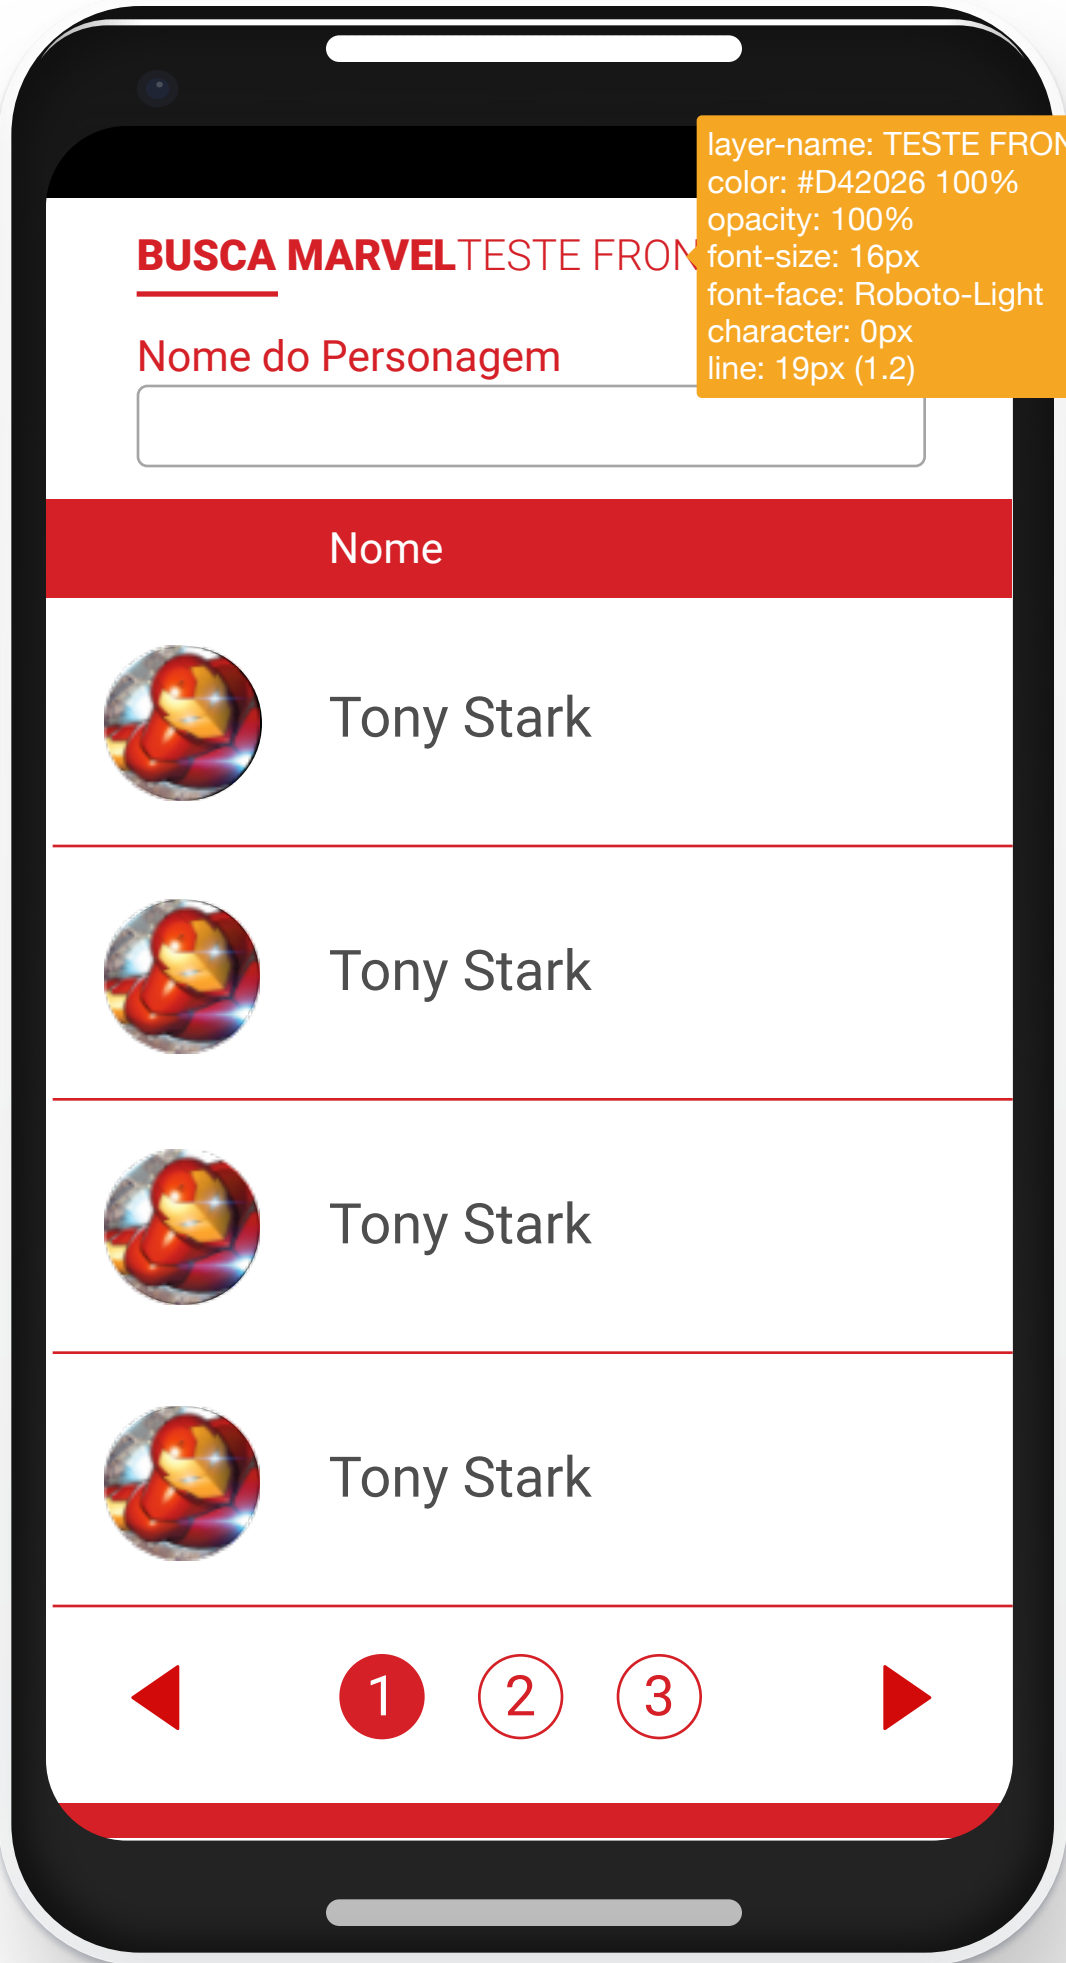 layer-name: TESTE FRON
color: #D42026 100%
opacity: 100%
font-size: 16px
font-face: Roboto-Light
character: 0px
line: 19px (1.2)
BUSCA MARVEL TESTE FRON
Nome do Personagem
Nome
Tony Stark
Tony Stark
Tony Stark
Tony Stark
1 2 3